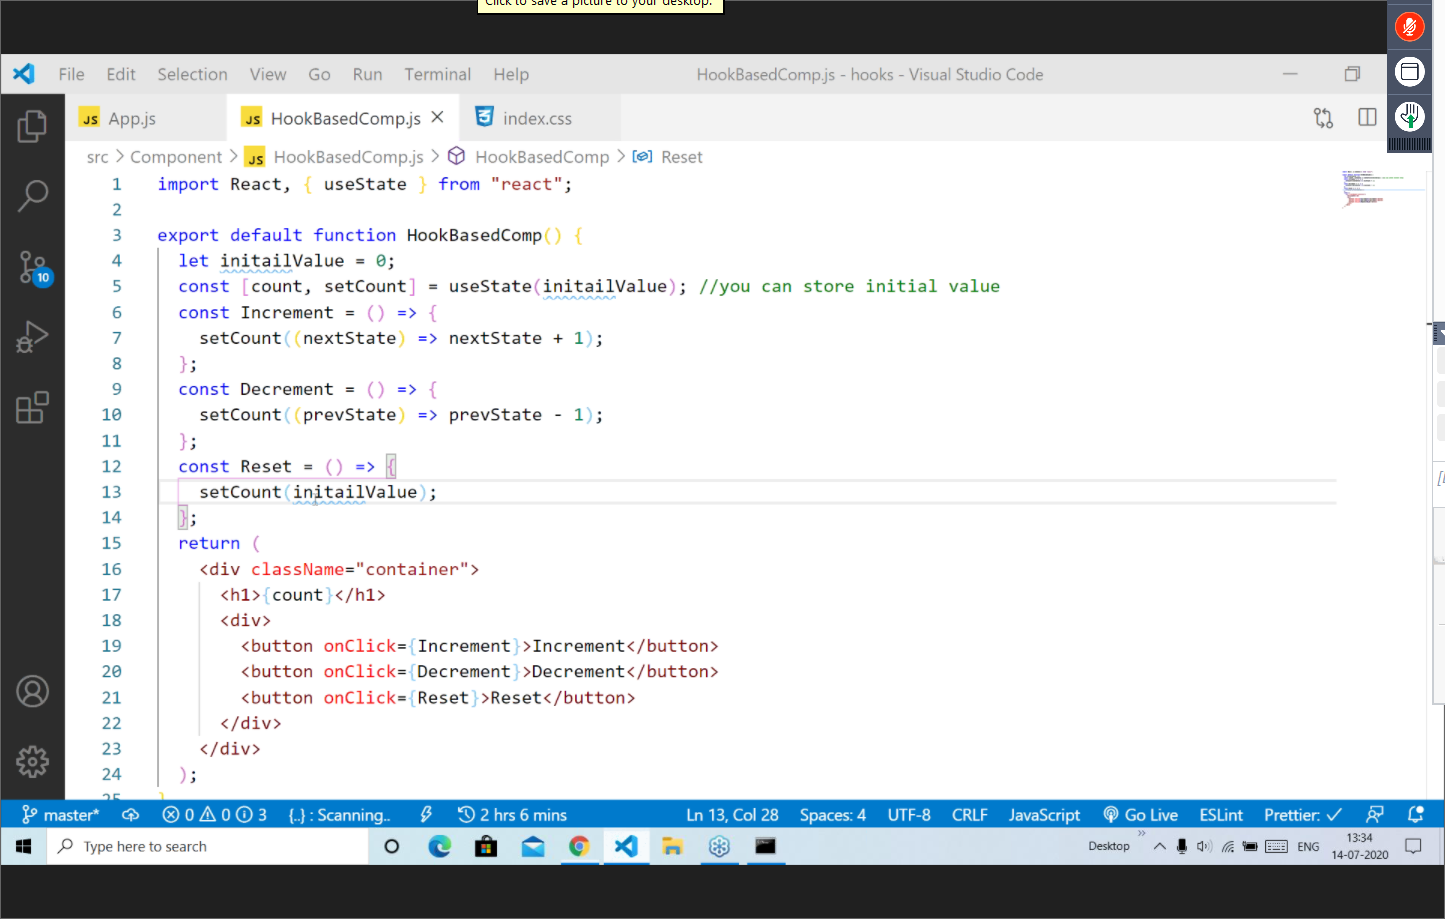 Click to save a picture to your desktop.
File Edit Selection View Go Run Terminal Help HookBasedComp.js - hooks - Visual Studio Code
JS App.js JS HookBasedComp.js index.css
src Component JS HookBasedComp.js HookBasedComp Reset
1 import React, { useState } from "react";
2
3 export default function HookBasedComp() {
4 let initailValue = 0;
5 const [count, setCount] = useState(initailValue); //you can store initial value
6 const Increment = () => {
7 setCount((nextState) => nextState + 1);
8 };
9 const Decrement = () => {
10 setCount((prevState) => prevState - 1);
11 };
12 const Reset = () => {
13 setCount(initailValue);
14 };
15 return (
16 <div className="container">
17 <h1>{count}</h1>
18 <div>
19 <button onClick={Increment}>Increment</button>
20 <button onClick={Decrement}>Decrement</button>
21 <button onClick={Reset}>Reset</button>
22 </div>
23 </div>
24 );
25 }
10
master* 0 0 3 {..} : Scanning.. 2 hrs 6 mins Ln 13, Col 28 Spaces: 4 UTF-8 CRLF JavaScript Go Live ESLint Prettier: ✓
Type here to search Desktop ENG 13:34
14-07-2020